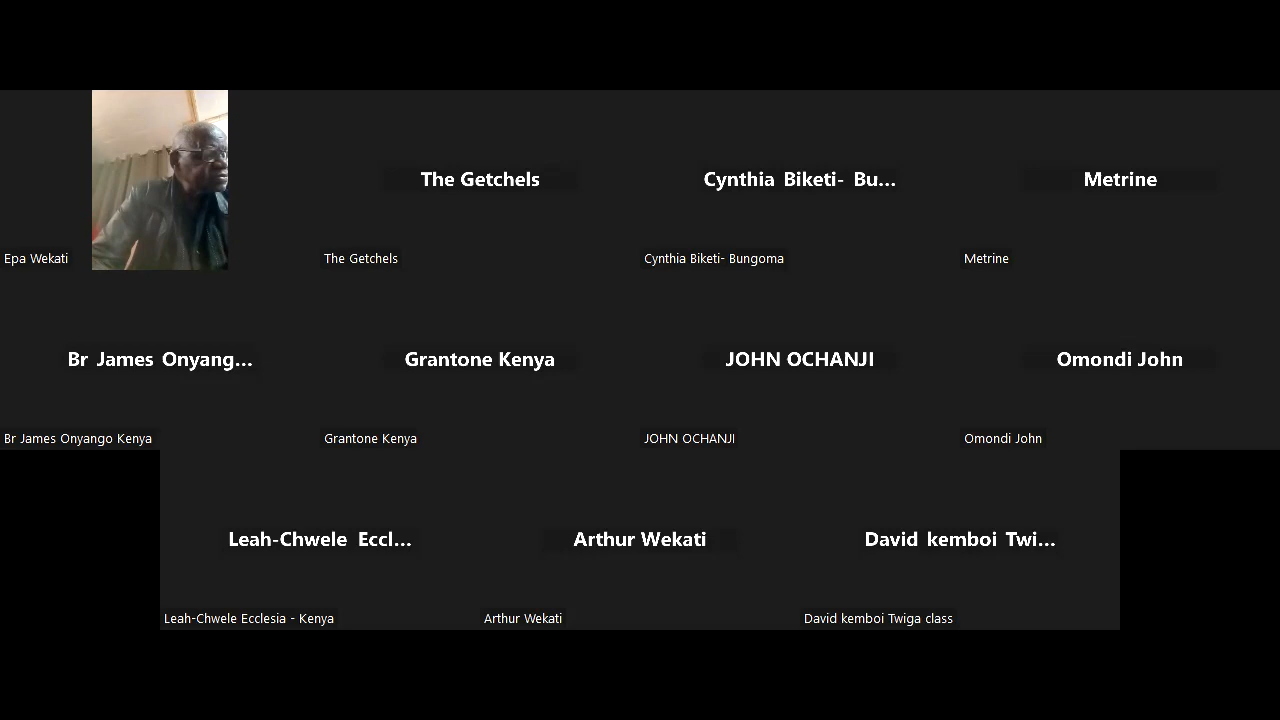 The Getchels
Cynthia Biketi- Bu...
Metrine
Epa Wekati
The Getchels
Cynthia Biketi- Bungoma
Metrine
Br James Onyang...
Grantone Kenya
JOHN OCHANJI
Omondi John
Br James Onyango Kenya
Grantone Kenya
JOHN OCHANJI
Omondi John
Leah-Chwele Eccl...
Arthur Wekati
David kemboi Twi...
Leah-Chwele Ecclesia - Kenya
Arthur Wekati
David kemboi Twiga class